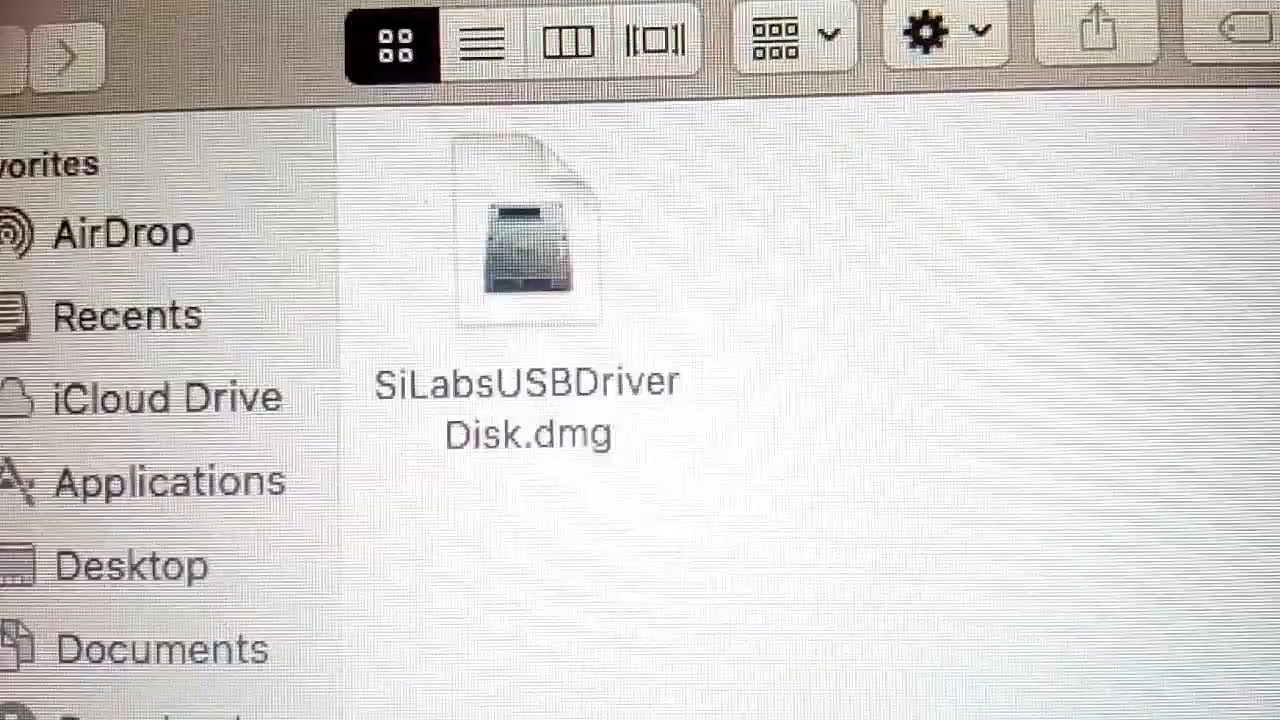 vorites
AirDrop
Recents
iCloud Drive
Applications
Desktop
Documents
SiLabsUSBDriver
Disk.dmg